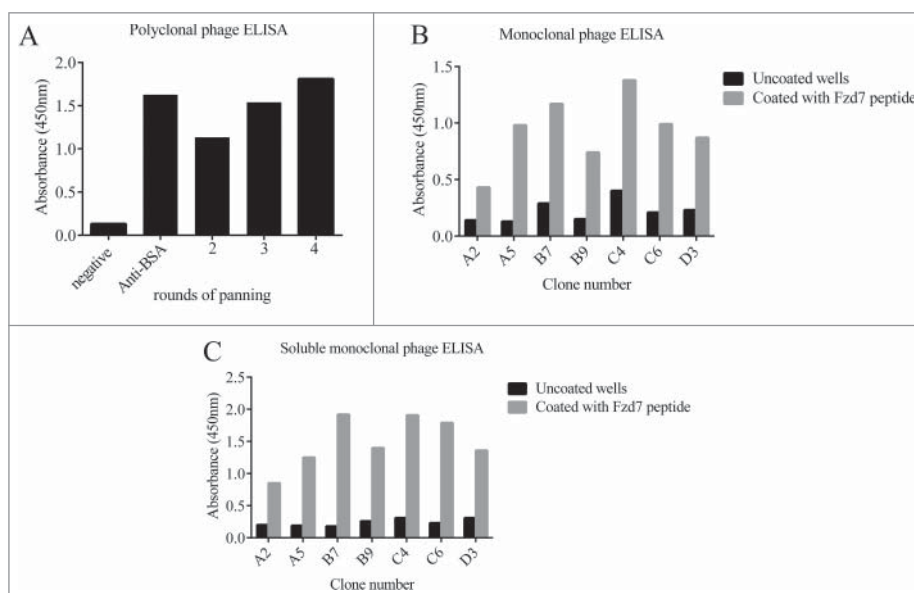 A
Polyclonal phage ELISA
Absorbance (450nm)
2.0
1.5
1.0
0.5
0.0
negative
Anti-BSA
2
3
4
rounds of panning
B
Monoclonal phage ELISA
Uncoated wells
Coated with Fzd7 peptide
Absorbance (450nm)
1.5
1.0
0.5
0.0
A2
A5
B7
B9
C4
C6
D3
Clone number
C
Soluble monoclonal phage ELISA
Uncoated wells
Coated with Fzd7 peptide
Absorbance (450nm)
2.5
2.0
1.5
1.0
0.5
0.0
A2
A5
B7
B9
C4
C6
D3
Clone number